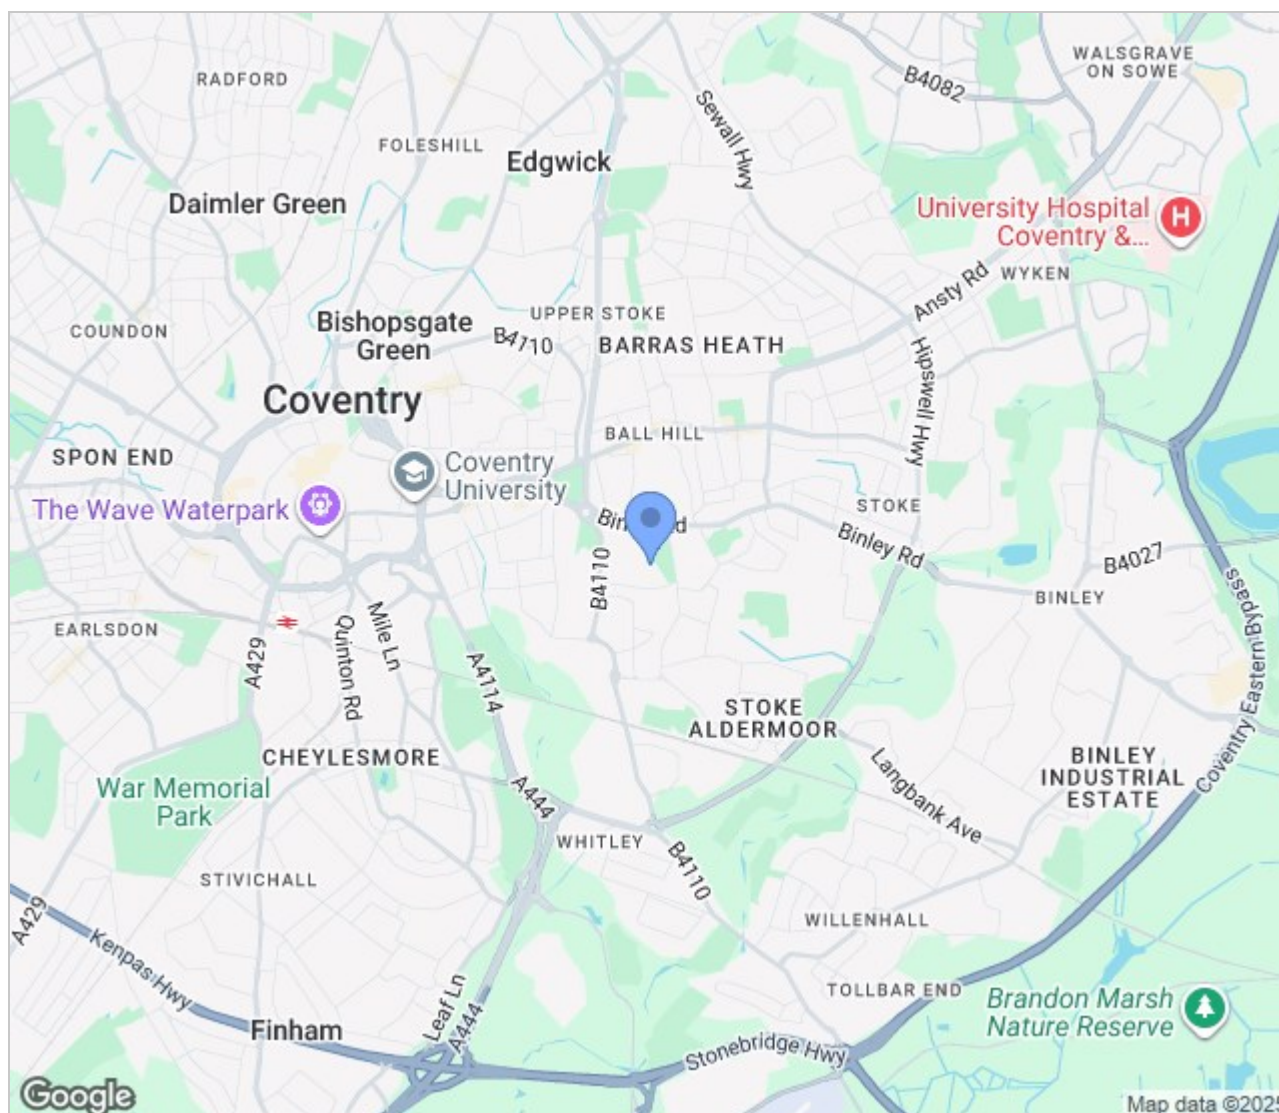 WALSGRAVE
ON SOWE
RADFORD
B4082
Sewall Hwy
FOLESHILL
Edgwick
Daimler Green
University Hospital
Coventry &...
H
WYKEN
Ansty Rd
UPPER STOKE
Bishopsgate
Green
COUNDON
B4110
BARRAS HEATH
Hipswell Hwy
Coventry
BALL HILL
SPON END
Coventry
University
The Wave Waterpark
STOKE
Binley Rd
B4110
B4027
BINLEY
Coventry Eastern Bypass
EARLSDON
Mile Ln
Quinton Rd
A429
A4114
STOKE
ALDERMOOR
CHEYLESMORE
BINLEY
INDUSTRIAL
ESTATE
Langbank Ave
War Memorial
Park
A444
WHITLEY
B4110
STIVICHALL
A429
WILLENHALL
Kenpas Hwy
TOLLBAR END
Leaf Ln
A444
Brandon Marsh
Nature Reserve
Finham
Stonebridge Hwy
Google
Map data ©2025